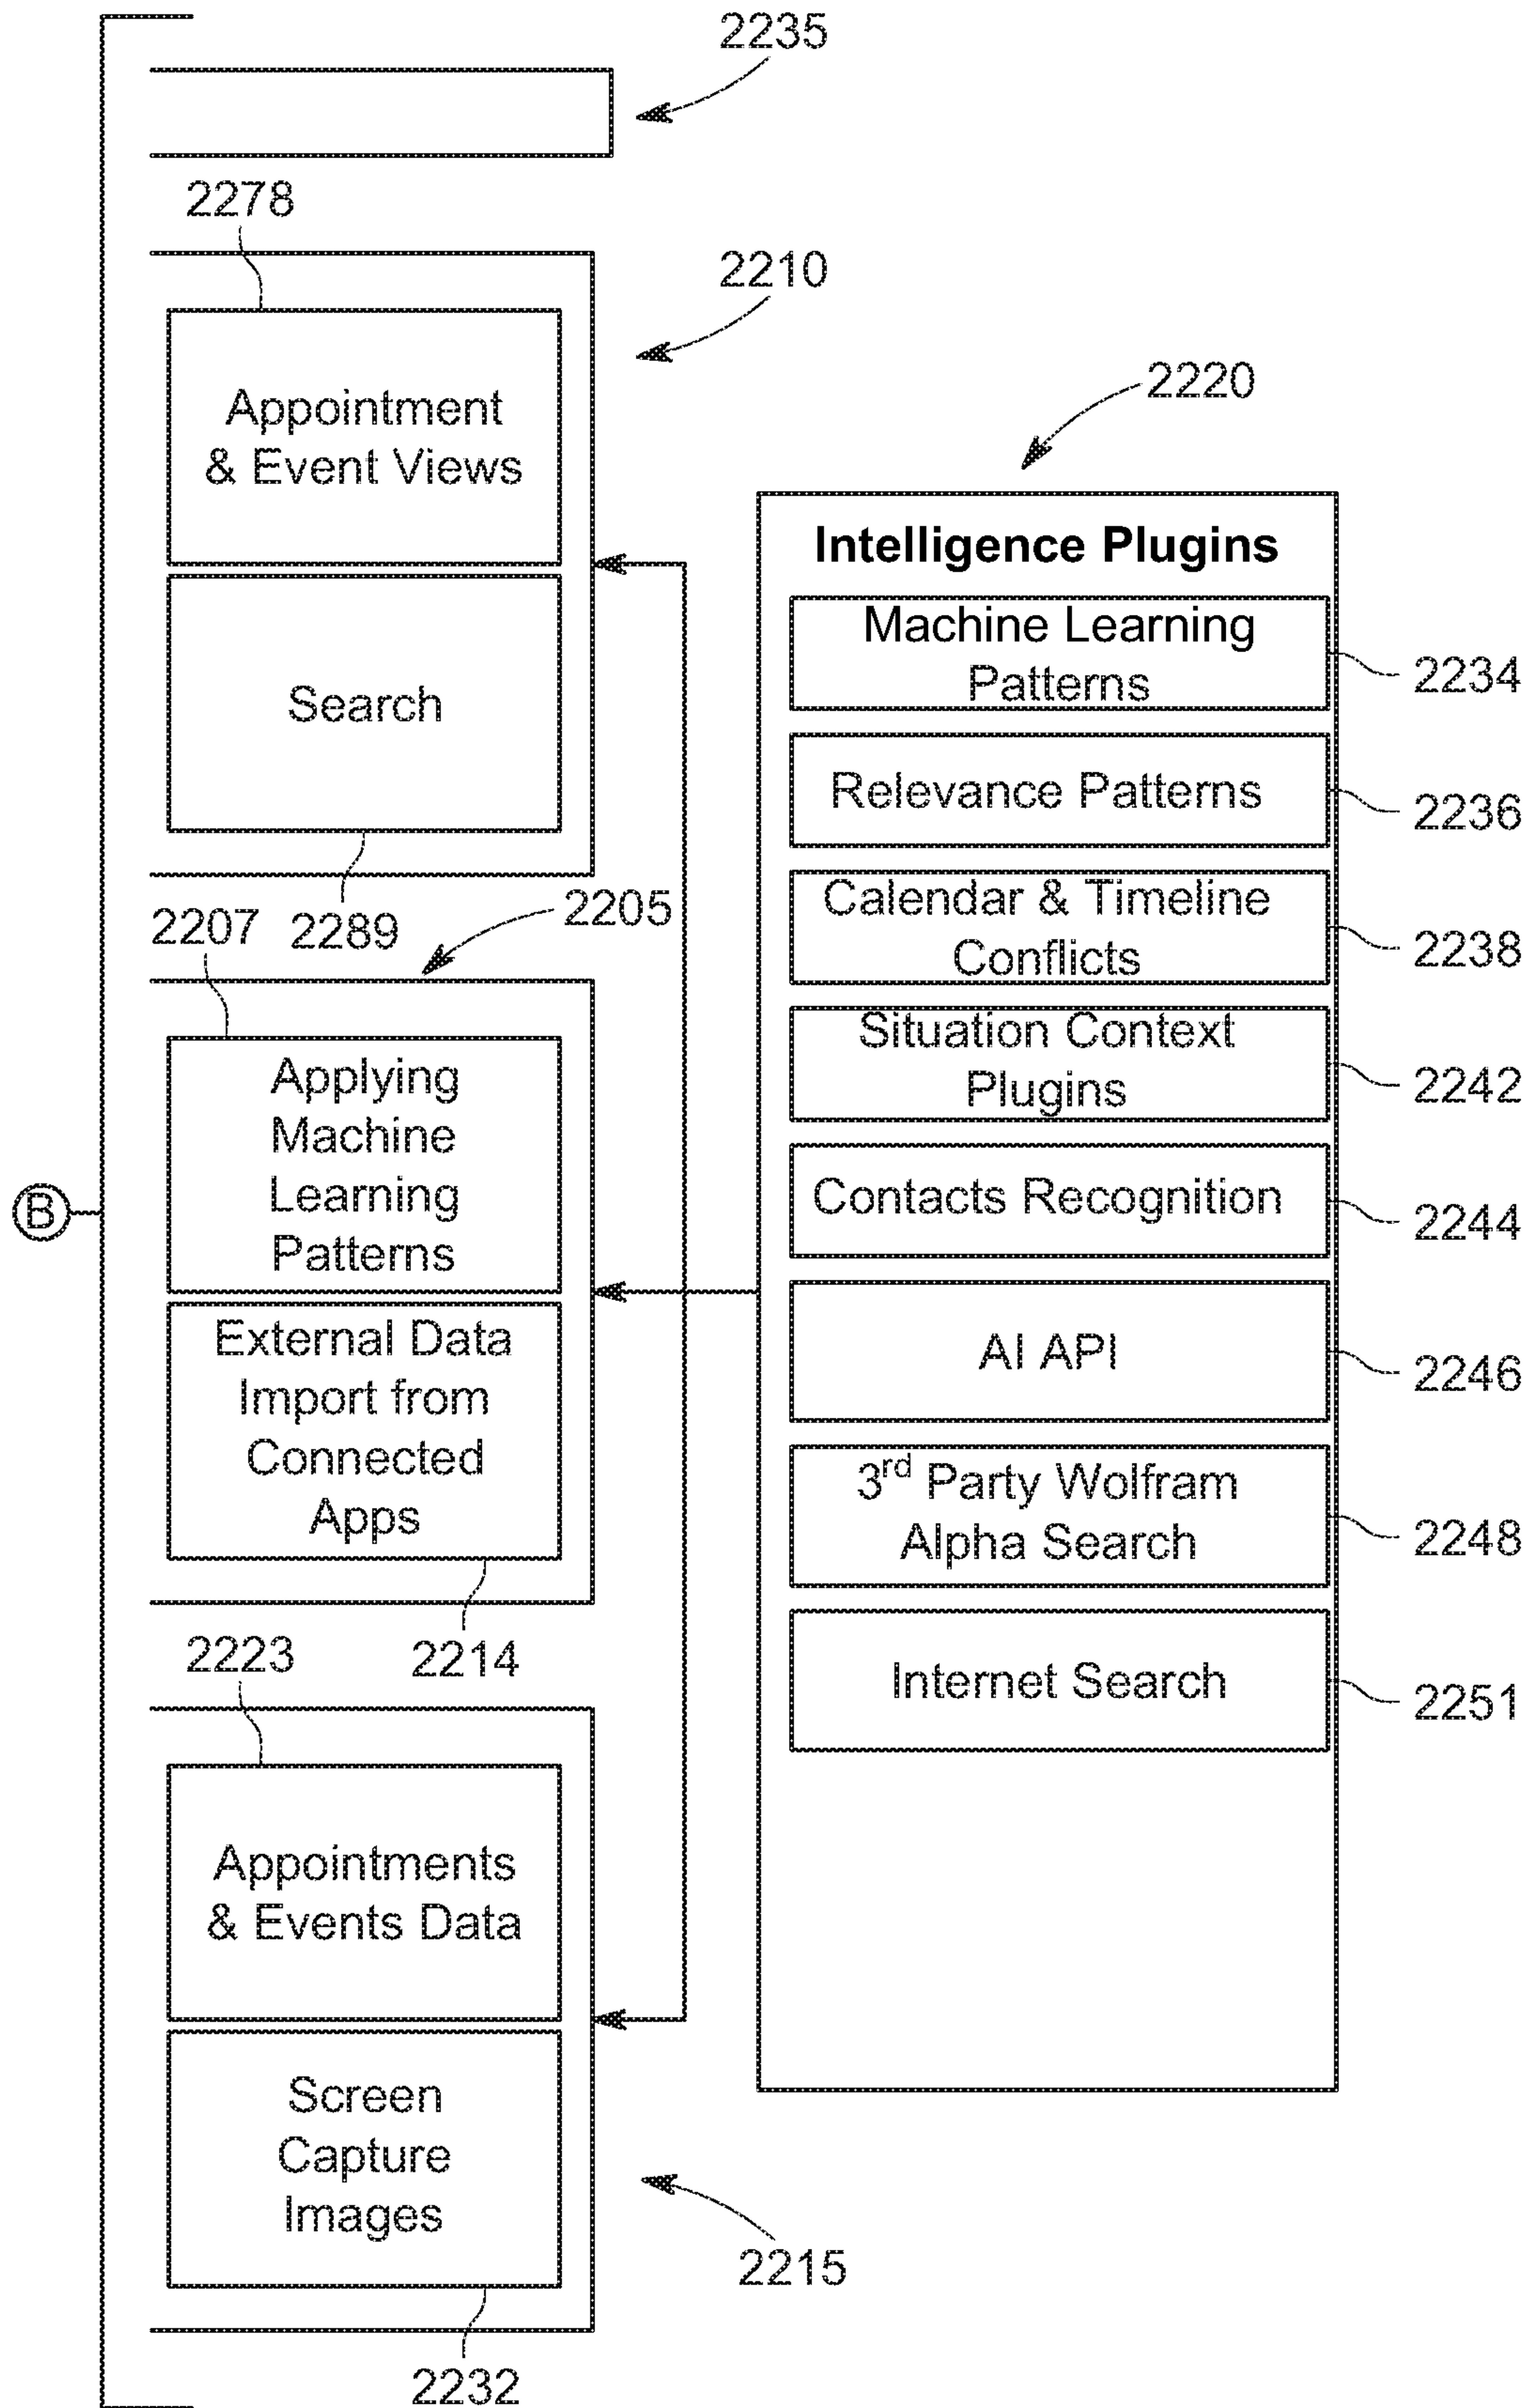 2235
2278
2210
Appointment
& Event Views
Search
2289
2220
Intelligence Plugins
Machine Learning
Patterns
2234
Relevance Patterns
2236
Calendar & Timeline
Conflicts
2238
Situation Context
Plugins
2242
Contacts Recognition
2244
AI API
2246
3rd Party Wolfram
Alpha Search
2248
Internet Search
2251
2207
2205
Applying
Machine
Learning
Patterns
B
External Data
Import from
Connected
Apps
2214
2223
Appointments
& Events Data
Screen
Capture
Images
2215
2232